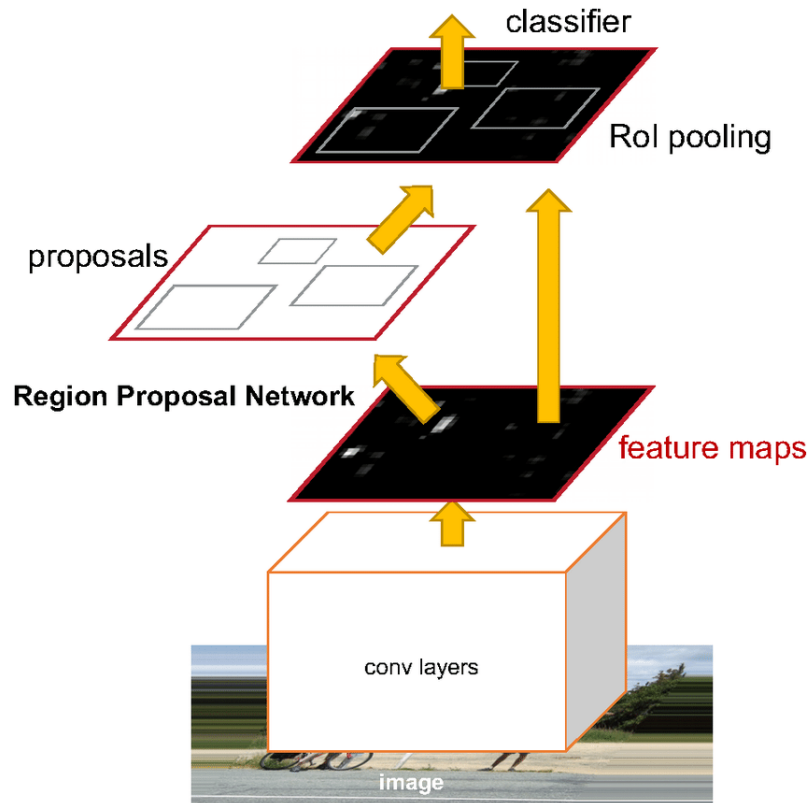 classifier
RoI pooling
proposals
Region Proposal Network
feature maps
conv layers
image